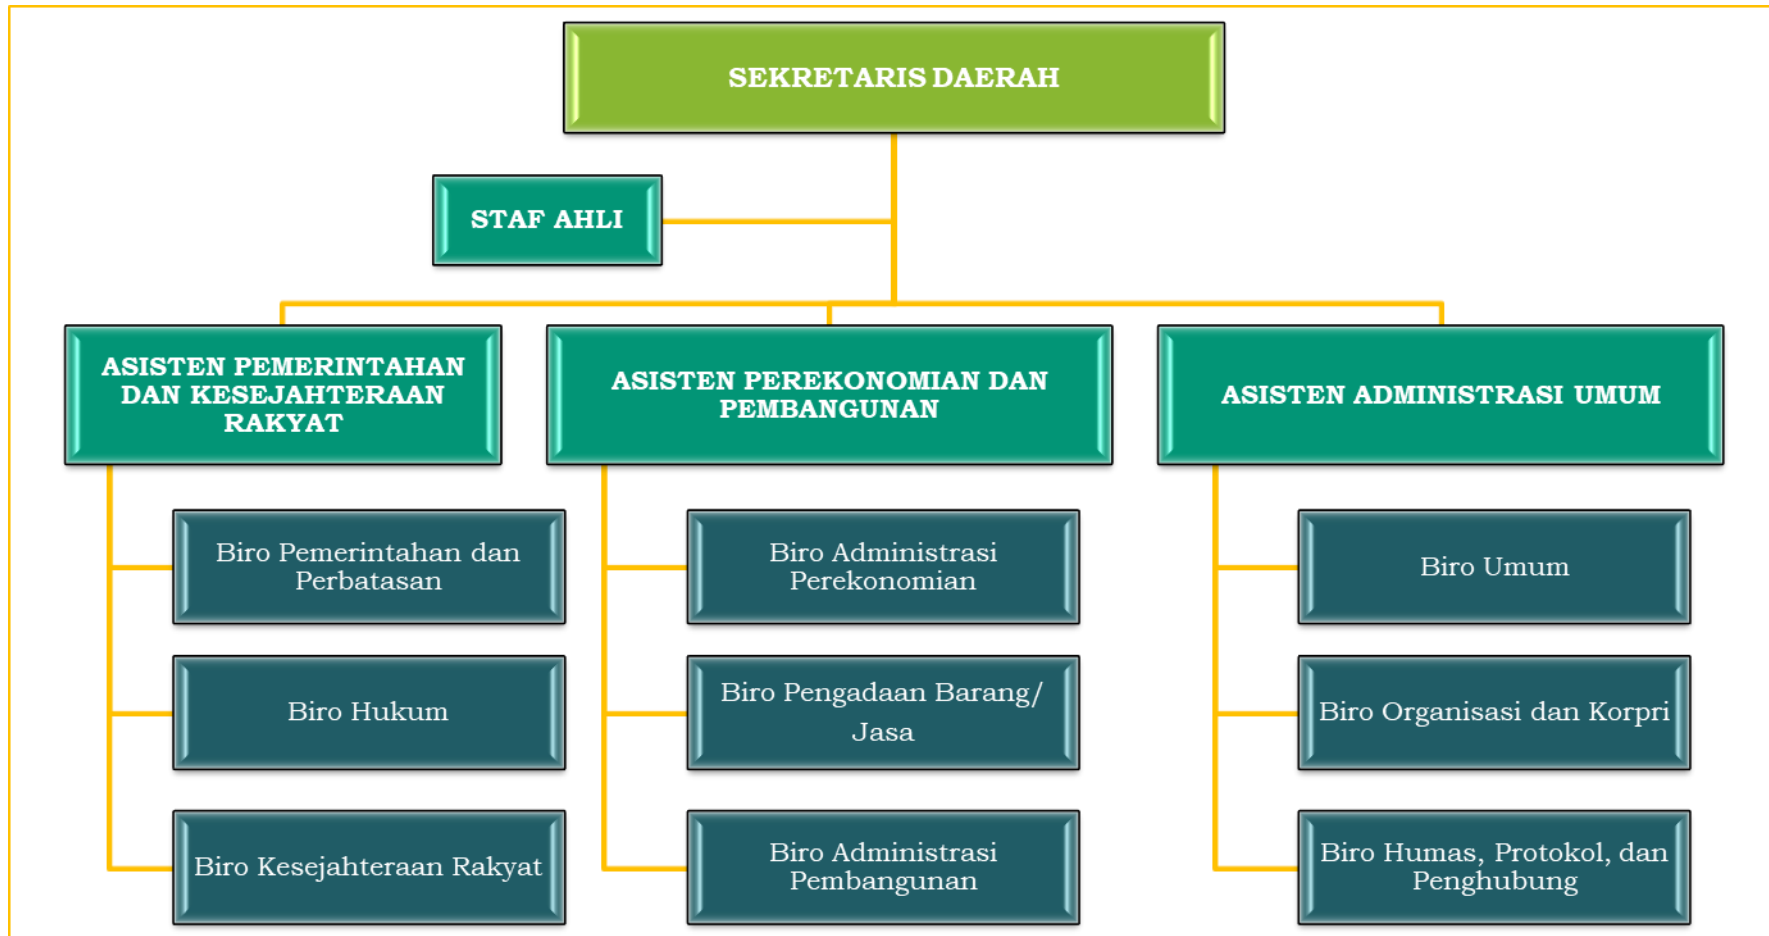 SEKRETARIS DAERAH
STAF AHLI
ASISTEN PEMERINTAHAN
DAN KESEJAHTERAAN
RAKYAT
ASISTEN PEREKONOMIAN DAN
PEMBANGUNAN
ASISTEN ADMINISTRASI UMUM
Biro Pemerintahan dan
Perbatasan
Biro Administrasi
Perekonomian
Biro Umum
Biro Hukum
Biro Pengadaan Barang/
Jasa
Biro Organisasi dan Korpri
Biro Kesejahteraan Rakyat
Biro Administrasi
Pembangunan
Biro Humas, Protokol, dan
Penghubung